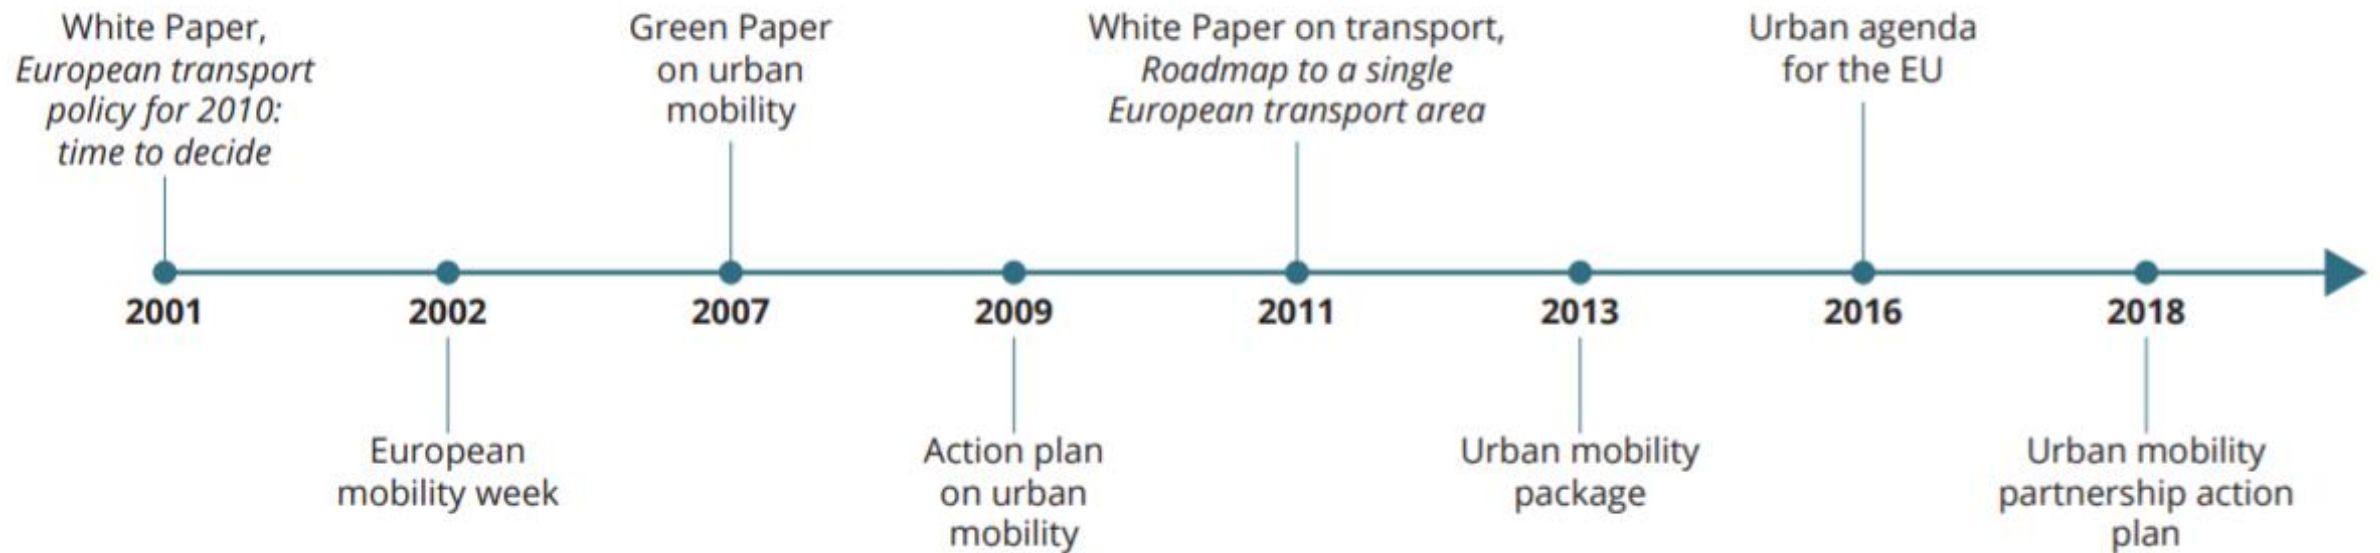 White Paper,
European transport
policy for 2010:
time to decide
Green Paper
on urban
mobility
White Paper on transport,
Roadmap to a single
European transport area
Urban agenda
for the EU
2001
2002
2007
2009
2011
2013
2016
2018
European
mobility week
Action plan
on urban
mobility
Urban mobility
package
Urban mobility
partnership action
plan